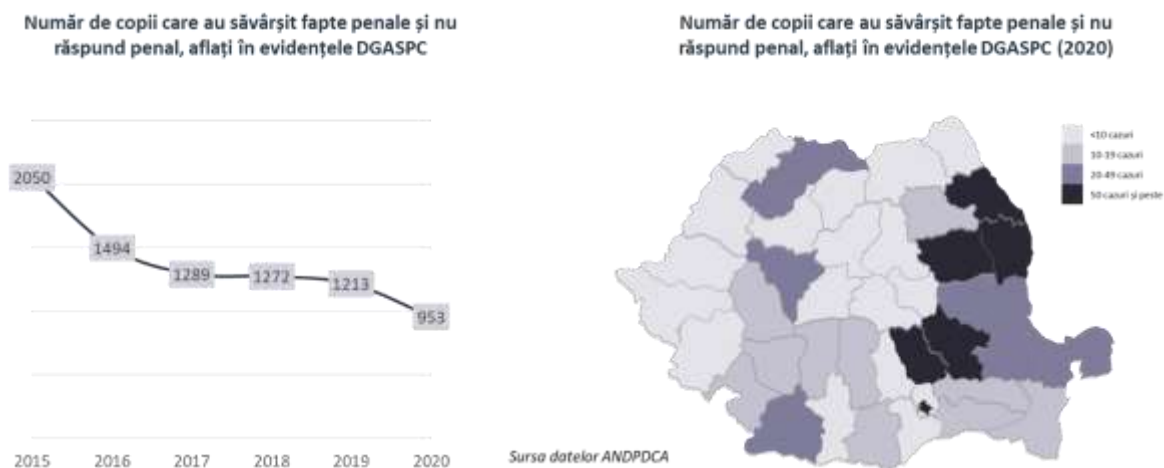 Număr de copii care au săvârșit fapte penale și nu
răspund penal, aflați în evidențele DGASPC
2050
1494
1289
1272
1213
953
2015
2016
2017
2018
2019
2020
Număr de copii care au săvârșit fapte penale și nu
răspund penal, aflați în evidențele DGASPC (2020)
<10 cazuri
10-19 cazuri
20-49 cazuri
50 cazuri și peste
Sursa datelor ANDPDCA